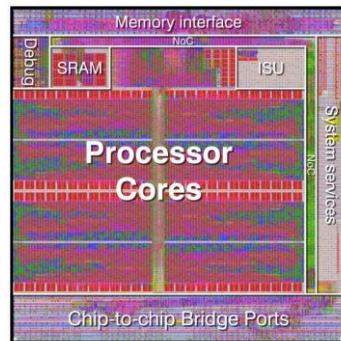 Memory interface
NoC
Debug
SRAM
ISU
Processor
Cores
NoC
System services
Chip-to-chip Bridge Ports